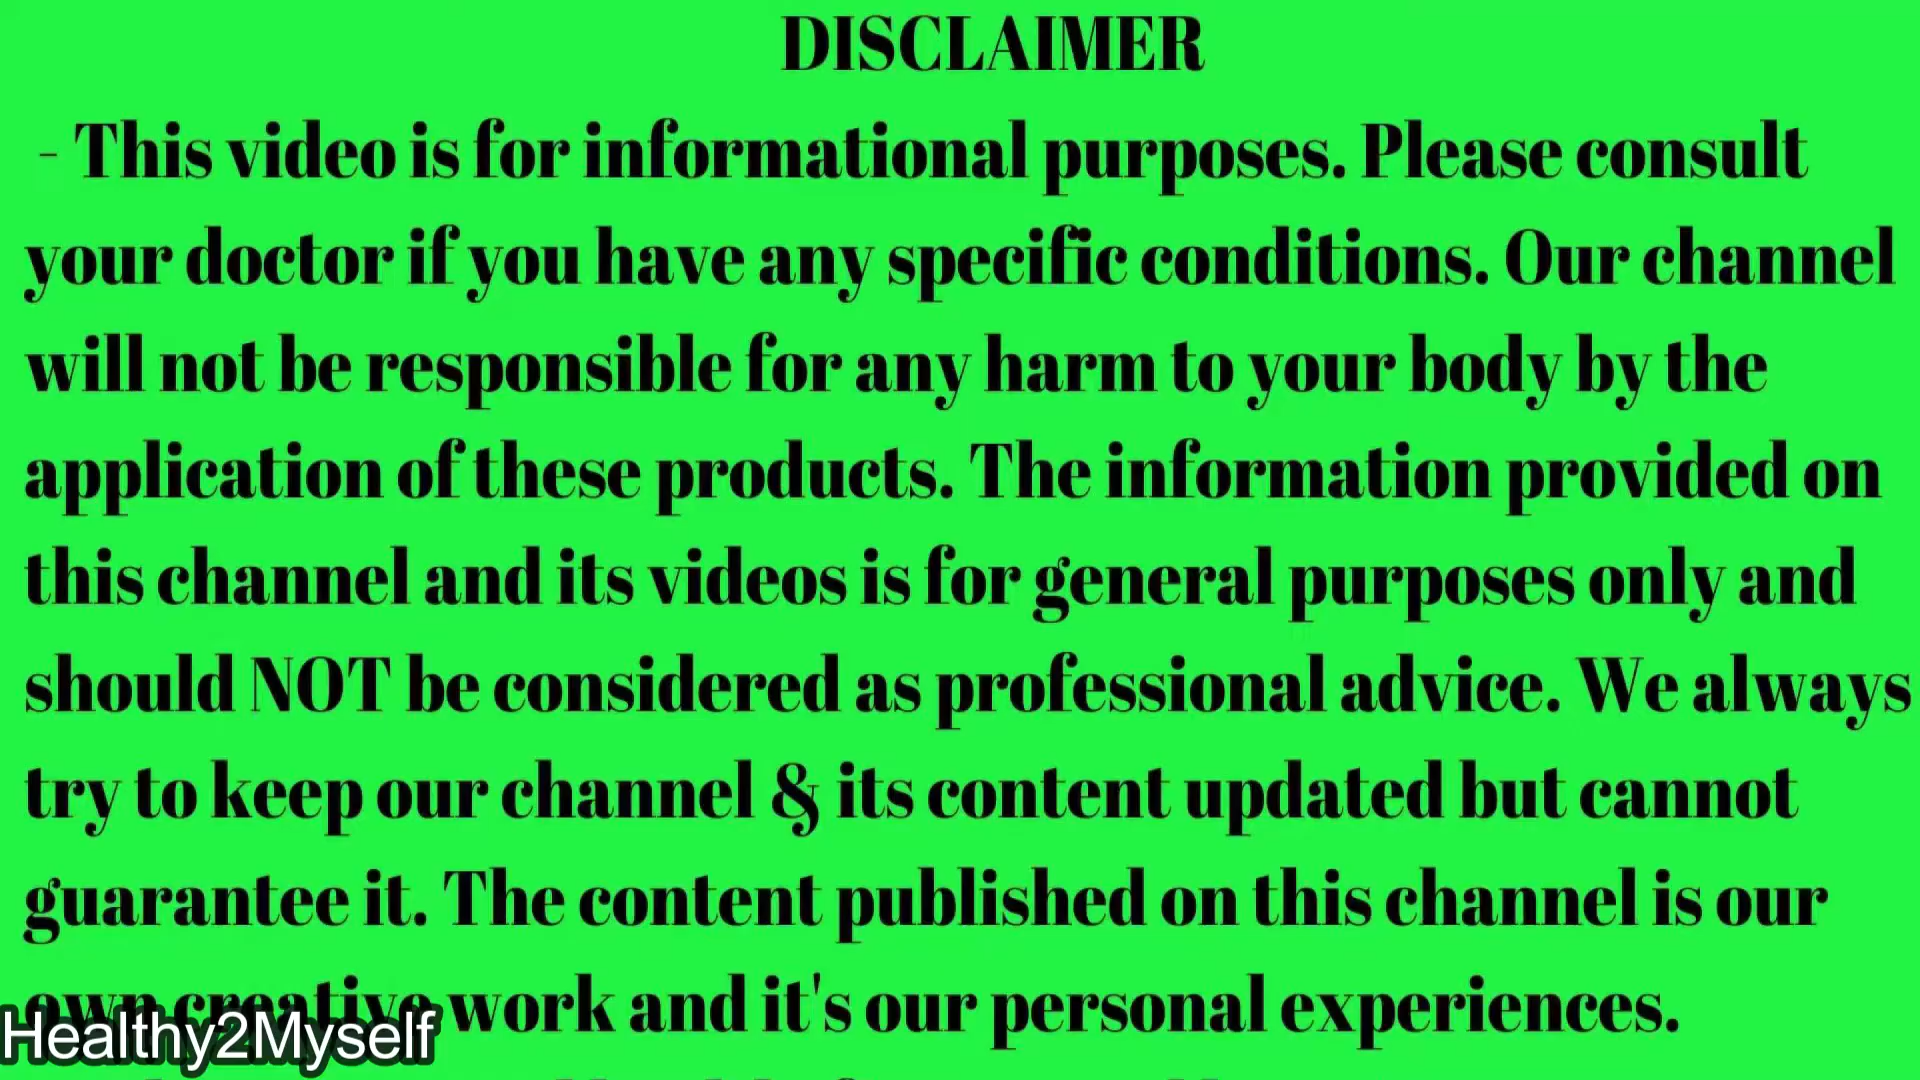 DISCLAIMER
- This video is for informational purposes. Please consult
your doctor if you have any specific conditions. Our channel
will not be responsible for any harm to your body by the
application of these products. The information provided on
this channel and its videos is for general purposes only and
should NOT be considered as professional advice. We always
try to keep our channel & its content updated but cannot
guarantee it. The content published on this channel is our
own creative work and it's our personal experiences.
Healthy2Myself